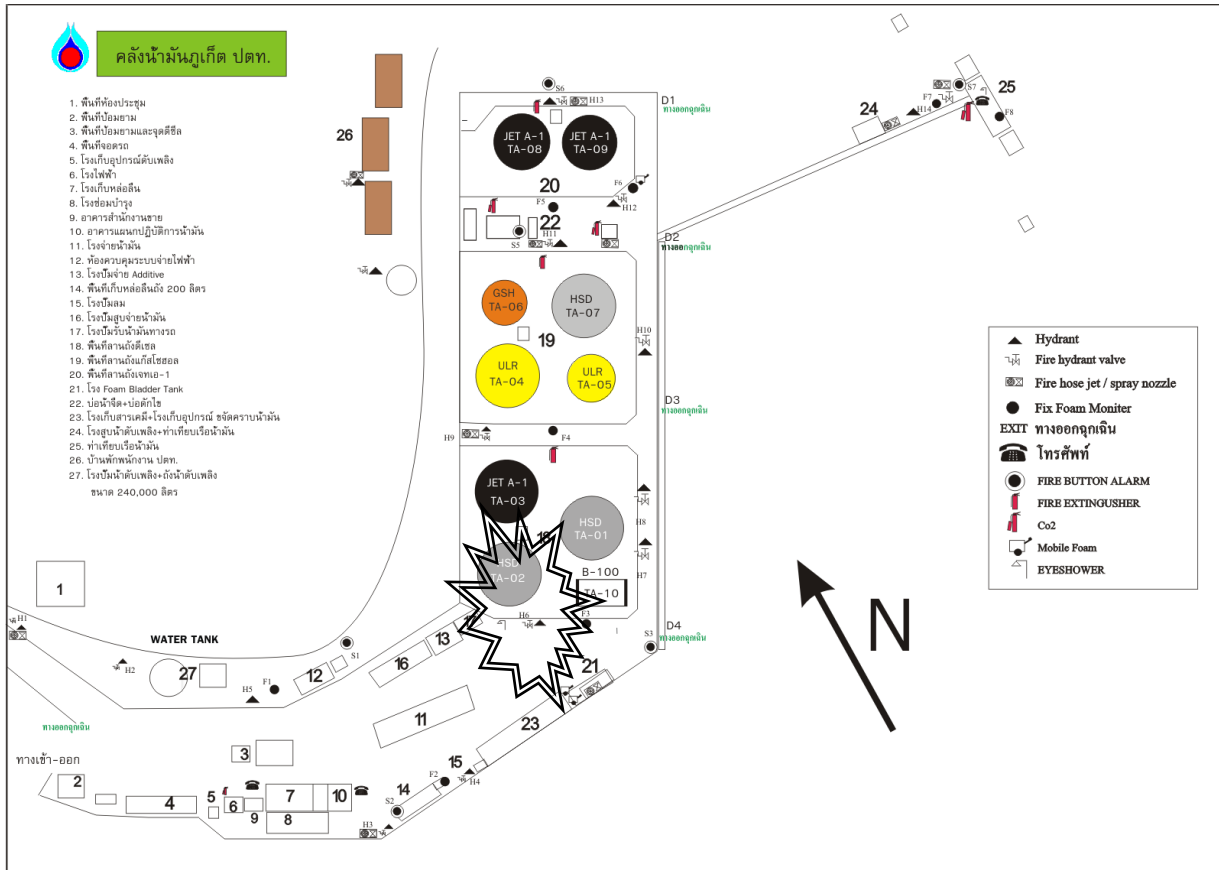 คลังน้ำมันภูเก็ต ปตท.
1. พื้นที่ห้องประชุม
2. พื้นที่ป้อมยาม
3. พื้นที่ป้อมยามและจุดตีซีล
4. พื้นที่จอดรถ
5. โรงเก็บอุปกรณ์ดับเพลิง
6. โรงไฟฟ้า
7. โรงเก็บหล่อลื่น
8. โรงซ่อมบำรุง
9. อาคารสำนักงานขาย
10. อาคารแผนกปฏิบัติการน้ำมัน
11. โรงจ่ายน้ำมัน
12. ห้องควบคุมระบบจ่ายไฟฟ้า
13. โรงปั๊มจ่าย Additive
14. พื้นที่เก็บหล่อลื่นถัง 200 ลิตร
15. โรงปั๊มลม
16. โรงปั๊มสูบจ่ายน้ำมัน
17. โรงปั๊มรับน้ำมันทางรถ
18. พื้นที่ลานถังดีเซล
19. พื้นที่ลานถังแก๊สโซฮอล
20. พื้นที่ลานถังเจทเอ-1
21. โรง Foam Bladder Tank
22. บ่อน้ำจืด+บ่อดักไข
23. โรงเก็บสารเคมี+โรงเก็บอุปกรณ์ ขจัดคราบน้ำมัน
24. โรงสูบน้ำดับเพลิง+ท่าเทียบเรือน้ำมัน
25. ท่าเทียบเรือน้ำมัน
26. บ้านพักพนักงาน ปตท.
27. โรงปั๊มน้ำดับเพลิง+ถังน้ำดับเพลิง
ขนาด 240,000 ลิตร
26
S6
H13
D1
ทางออกฉุกเฉิน
JET A-1
TA-08
JET A-1
TA-09
20
F6
H12
F5
22
S5
H11
D2
ทางออกฉุกเฉิน
24
H14
F7
S7
25
F8
GSH
TA-06
HSD
TA-07
19
H10
ULR
TA-04
ULR
TA-05
D3
ทางออกฉุกเฉิน
H9
F4
JET A-1
TA-03
18
HSD
TA-01
H8
HSD
TA-02
B-100
TA-10
H7
H6
F3
D4
ทางออกฉุกเฉิน
S3
21
Hydrant
Fire hydrant valve
Fire hose jet / spray nozzle
Fix Foam Moniter
EXIT ทางออกฉุกเฉิน
โทรศัพท์
FIRE BUTTON ALARM
FIRE EXTINGUSHER
Co2
Mobile Foam
EYESHOWER
N
1
H1
WATER TANK
H2
27
H5
F1
12
S1
16
13
11
23
ทางออกฉุกเฉิน
ทางเข้า-ออก
2
3
4
5
6
9
7
8
10
14
S2
F2
15
H4
H3